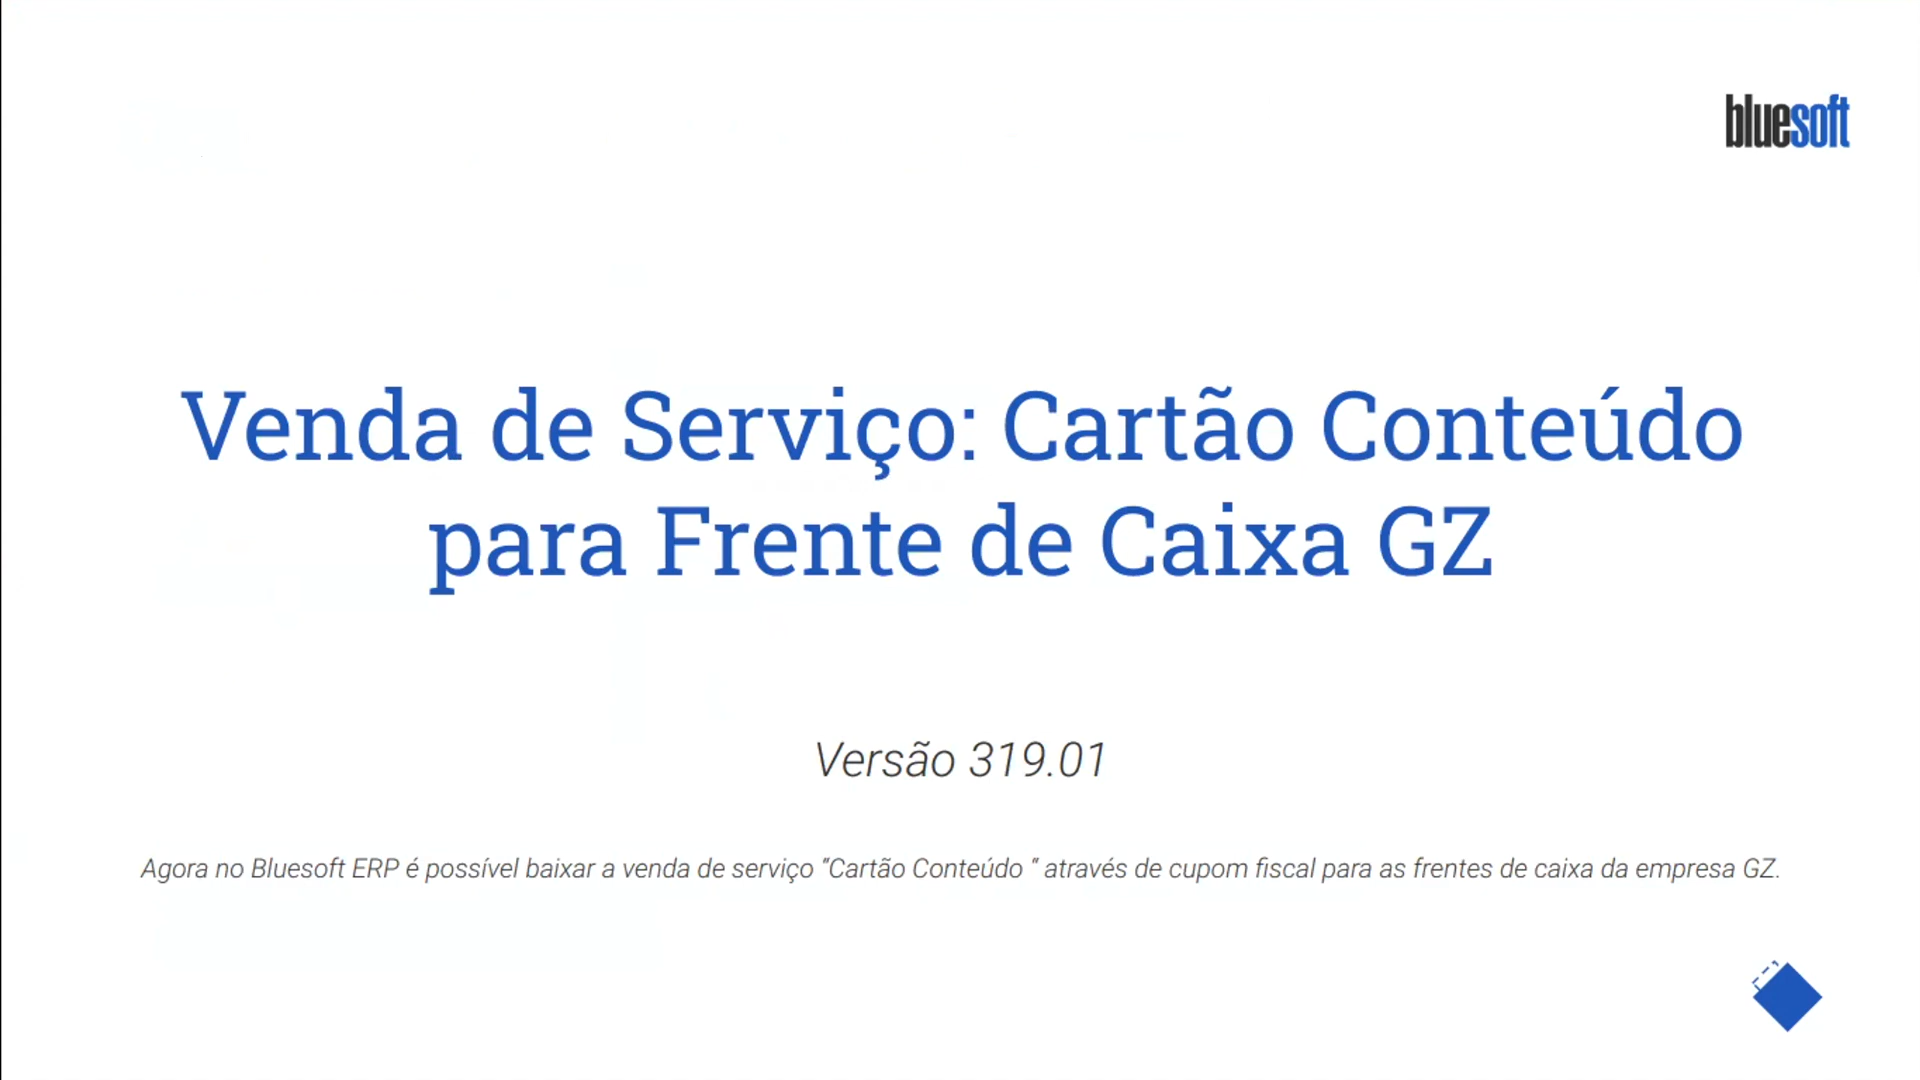 bluesoft
Venda de Serviço: Cartão Conteúdo
para Frente de Caixa GZ
Versão 319.01
Agora no Bluesoft ERP é possível baixar a venda de serviço “Cartão Conteúdo “ através de cupom fiscal para as frentes de caixa da empresa GZ.